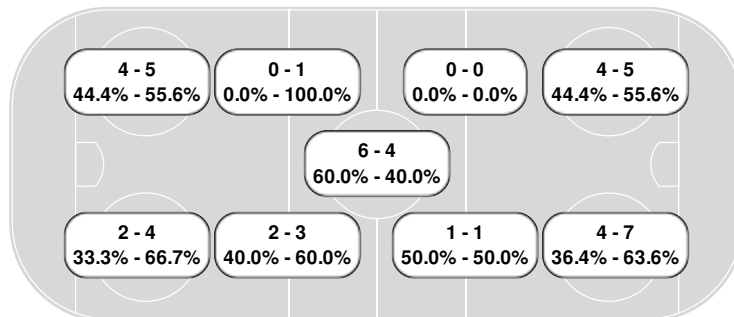 4 - 5
44.4% - 55.6%
0 - 1
0.0% - 100.0%
0 - 0
0.0% - 0.0%
4 - 5
44.4% - 55.6%
6 - 4
60.0% - 40.0%
2 - 4
33.3% - 66.7%
2 - 3
40.0% - 60.0%
1 - 1
50.0% - 50.0%
4 - 7
36.4% - 63.6%